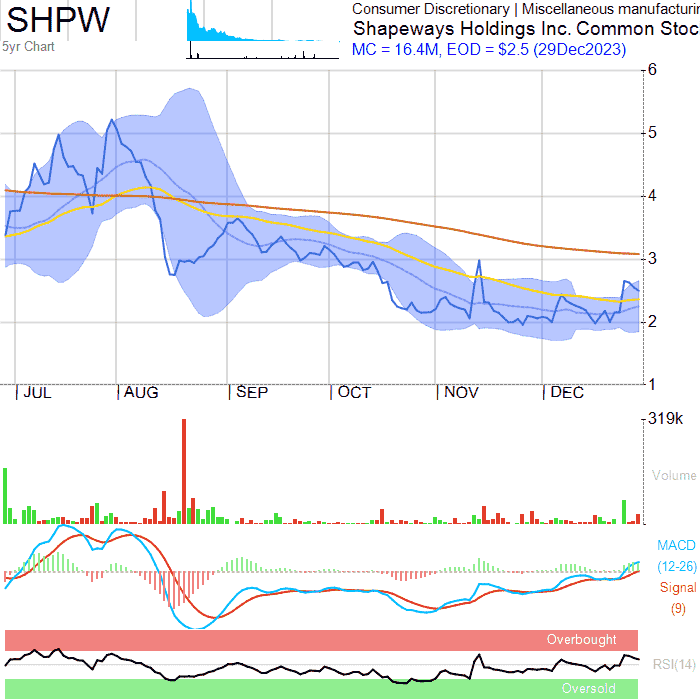 SHPW
5yr Chart
Consumer Discretionary | Miscellaneous manufacturin
Shapeways Holdings Inc. Common Stoc
MC = 16.4M, EOD = $2.5 (29Dec2023)
6
5
4
3
2
1
JUL AUG SEP OCT NOV DEC
319k
Volume
MACD
(12-26)
Signal
(9)
Overbought
RSI(14)
Oversold